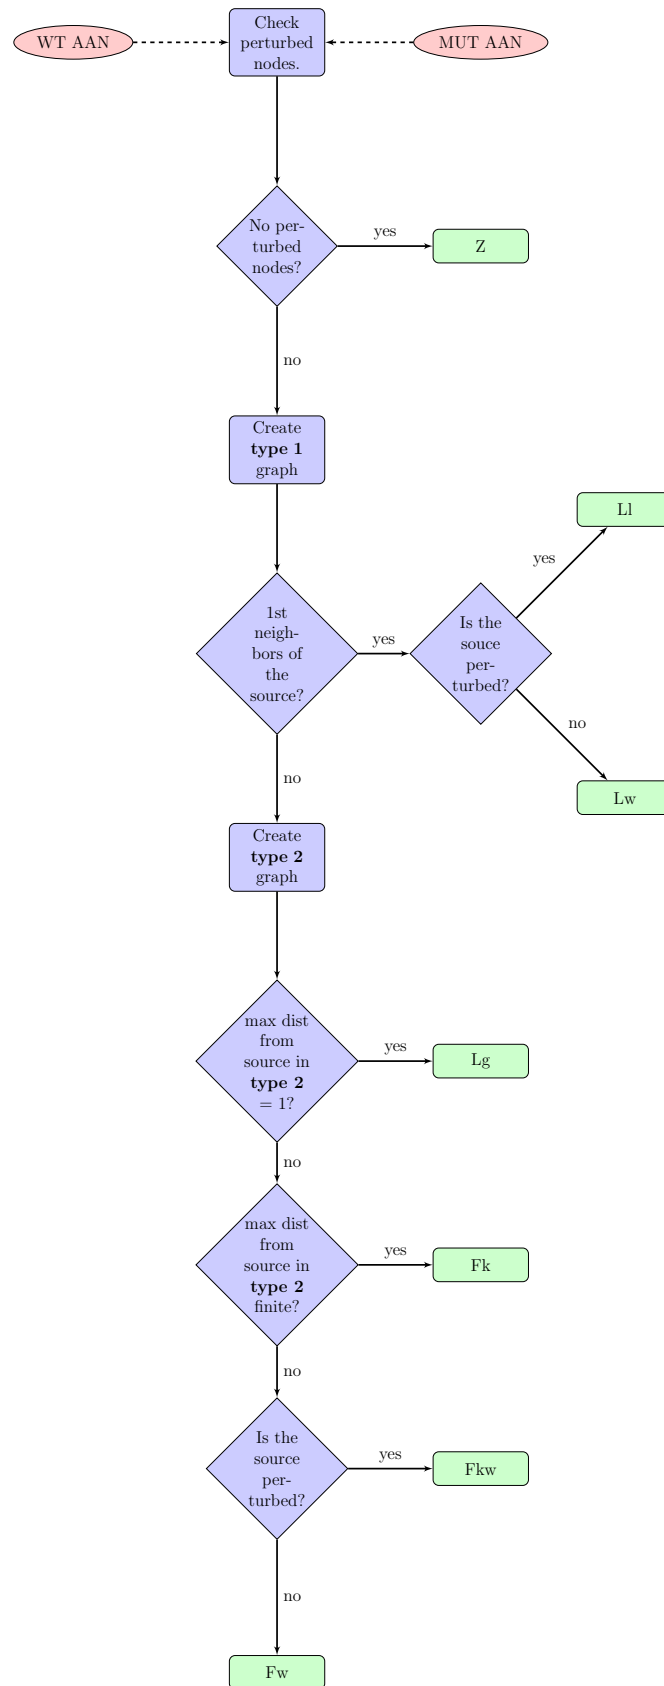 WT AAN
Check
perturbed
nodes.
MUT AAN
No per-
turbed
nodes?
yes
Z
no
Create
type 1
graph
Ll
yes
1st
neigh-
bors of
the
source?
yes
Is the
souce
per-
turbed?
no
Lw
no
Create
type 2
graph
max dist
from
source in
type 2
= 1?
yes
Lg
no
max dist
from
source in
type 2
finite?
yes
Fk
no
Is the
source
per-
turbed?
yes
Fkw
no
Fw